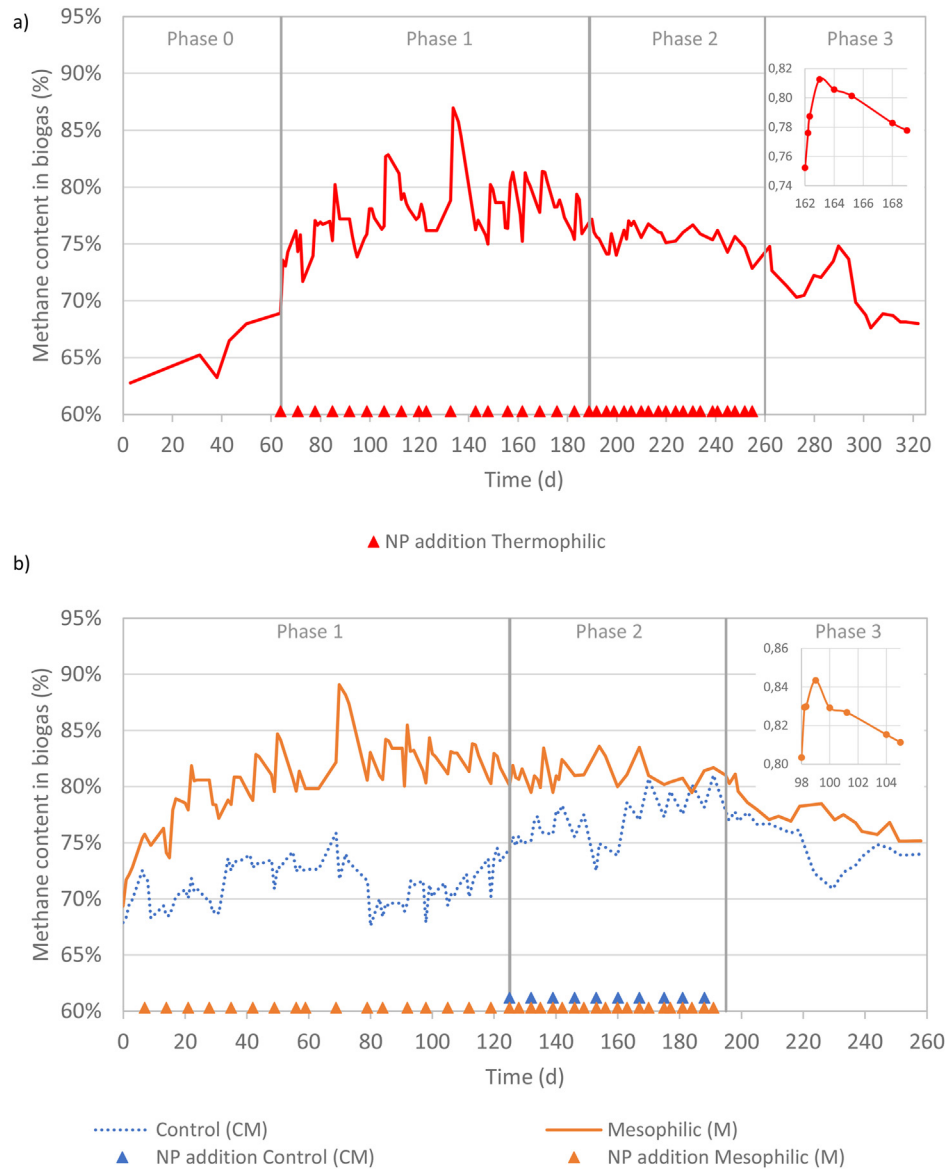 a)
Phase 0 Phase 1 Phase 2 Phase 3
95%
90%
85%
80%
75%
70%
65%
60%
Methane content in biogas (%)
0,82
0,80
0,78
0,76
0,74
162 164 166 168
0 20 40 60 80 100 120 140 160 180 200 220 240 260 280 300 320
Time (d)
NP addition Thermophilic
b)
Phase 1 Phase 2 Phase 3
95%
90%
85%
80%
75%
70%
65%
60%
Methane content in biogas (%)
0,86
0,84
0,82
0,80
98 100 102 104
0 20 40 60 80 100 120 140 160 180 200 220 240 260
Time (d)
Control (CM) Mesophilic (M)
NP addition Control (CM) NP addition Mesophilic (M)